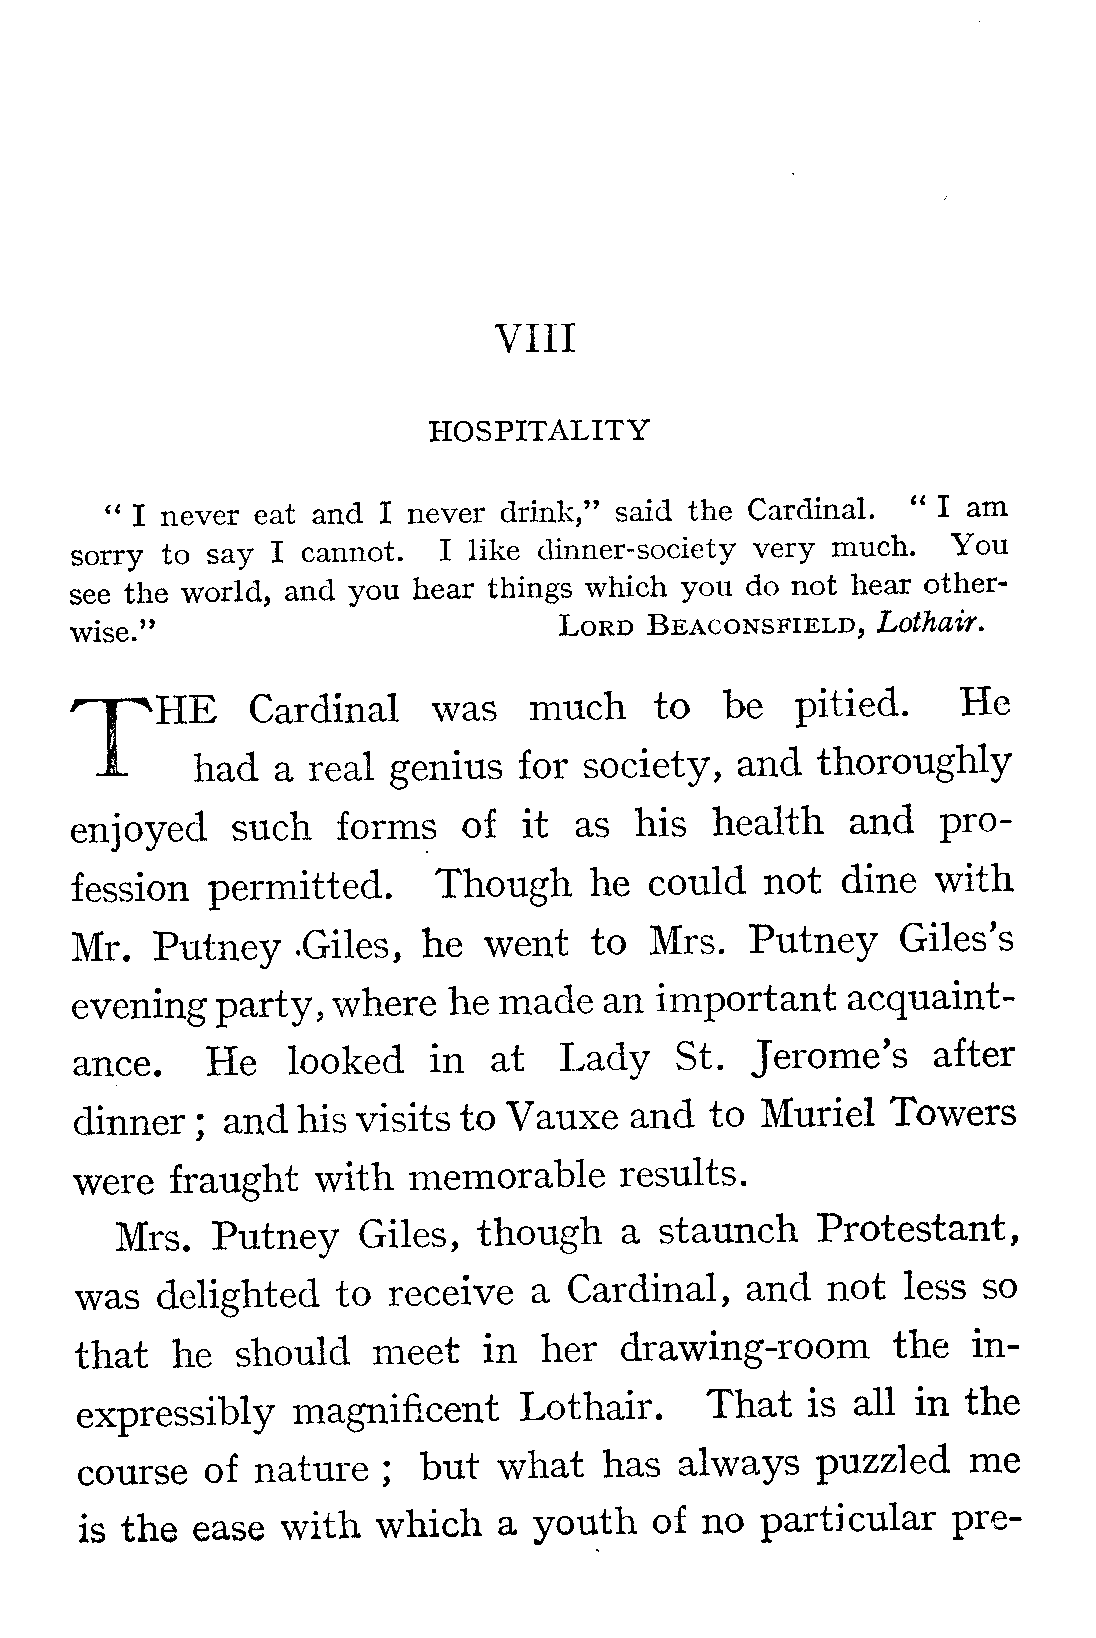 VIII
HOSPITALITY
“ I never eat and I never drink,” said the Cardinal. “ I am
sorry to say I cannot. I like dinner-society very much. You
see the world, and you hear things which you do not hear other-
wise.” LORD BEACONSFIELD, Lothair.
THE Cardinal was much to be pitied. He
had a real genius for society, and thoroughly
enjoyed such forms of it as his health and pro-
fession permitted. Though he could not dine with
Mr. Putney Giles, he went to Mrs. Putney Giles’s
evening party, where he made an important acquaint-
ance. He looked in at Lady St. Jerome’s after
dinner ; and his visits to Vauxe and to Muriel Towers
were fraught with memorable results.
Mrs. Putney Giles, though a staunch Protestant,
was delighted to receive a Cardinal, and not less so
that he should meet in her drawing-room the in-
expressibly magnificent Lothair. That is all in the
course of nature ; but what has always puzzled me
is the ease with which a youth of no particular pre-